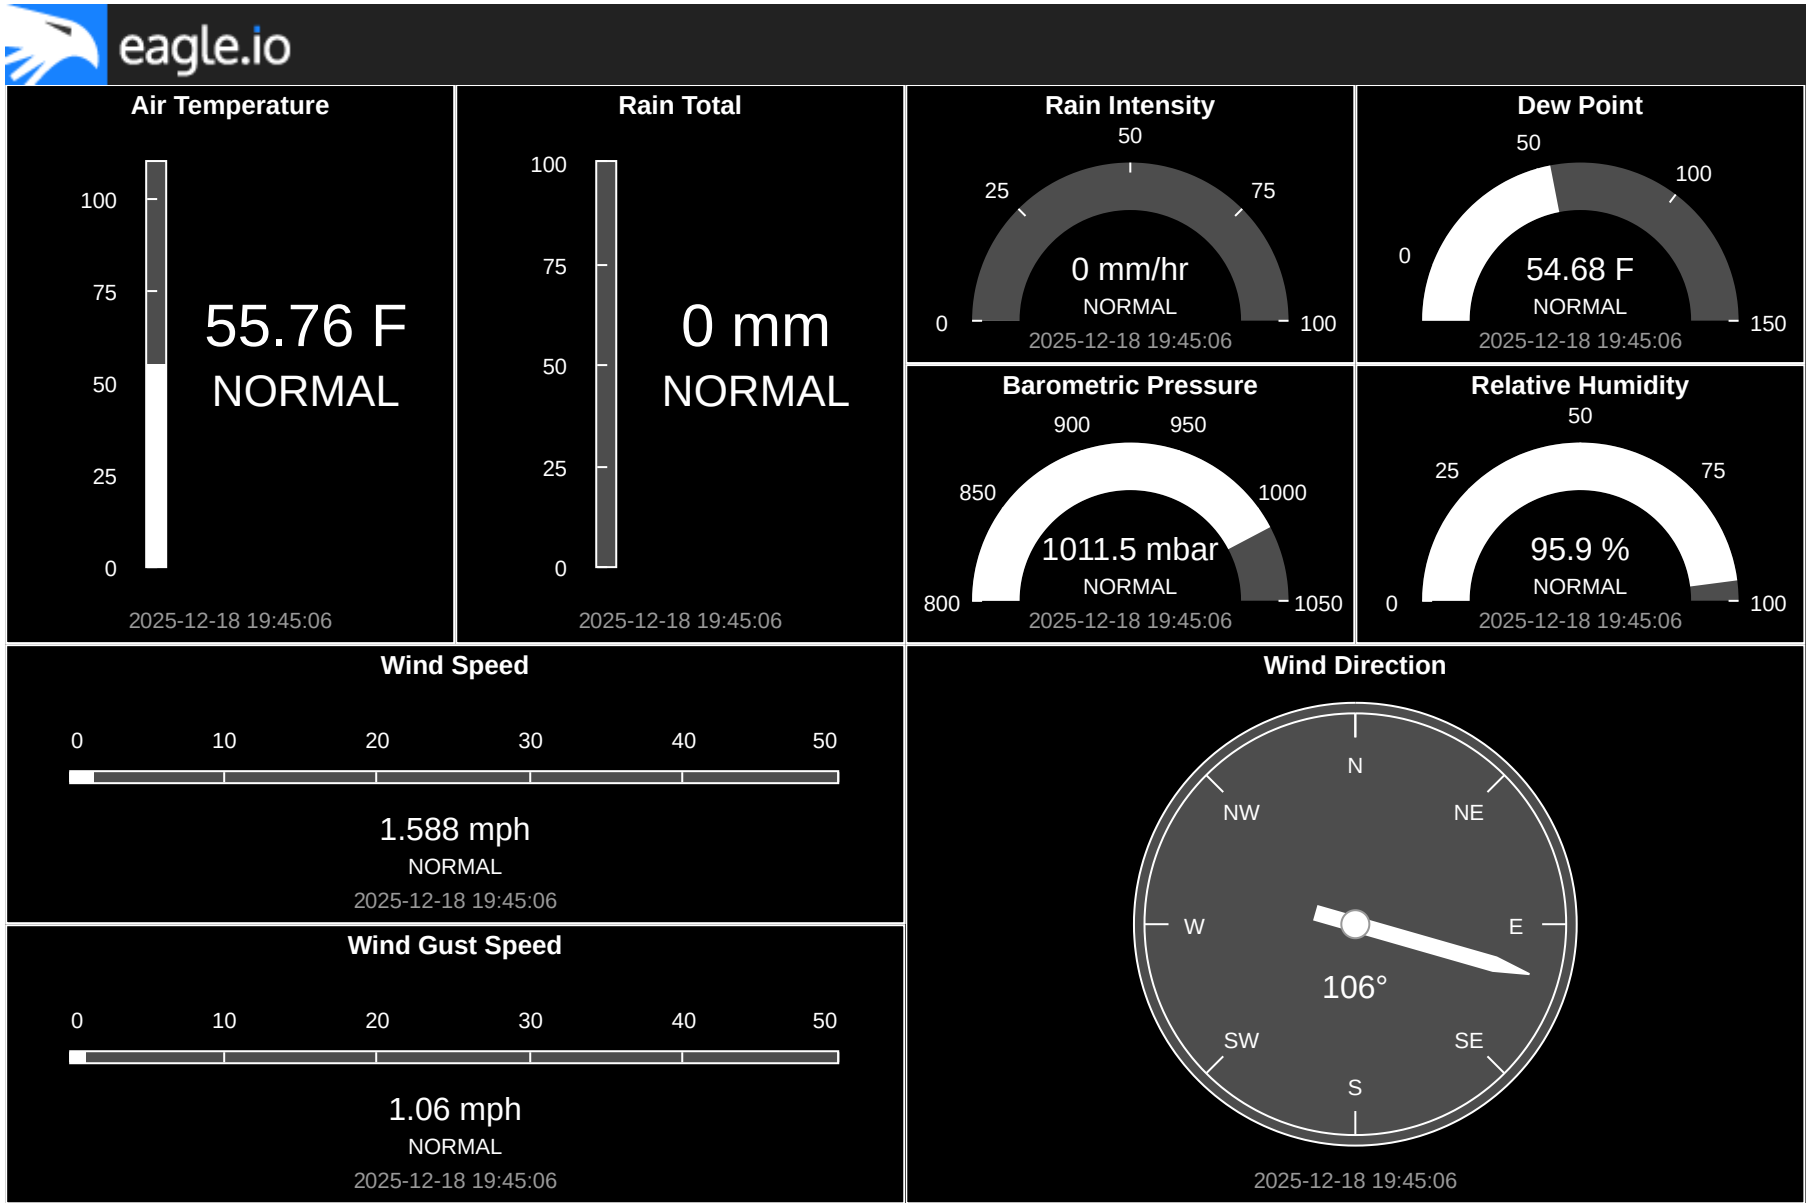 eagle.io
Air Temperature
100
75
50
25
0
55.76 F
NORMAL
2025-12-18 19:45:06
Rain Total
100
75
50
25
0
0 mm
NORMAL
2025-12-18 19:45:06
Rain Intensity
0
25
50
75
100
0 mm/hr
NORMAL
2025-12-18 19:45:06
Dew Point
0
50
100
150
54.68 F
NORMAL
2025-12-18 19:45:06
Barometric Pressure
800
850
900
950
1000
1050
1011.5 mbar
NORMAL
2025-12-18 19:45:06
Relative Humidity
0
25
50
75
100
95.9 %
NORMAL
2025-12-18 19:45:06
Wind Speed
0 10 20 30 40 50
1.588 mph
NORMAL
2025-12-18 19:45:06
Wind Gust Speed
0 10 20 30 40 50
1.06 mph
NORMAL
2025-12-18 19:45:06
Wind Direction
N
NW NE
W E
106°
SW SE
S
2025-12-18 19:45:06